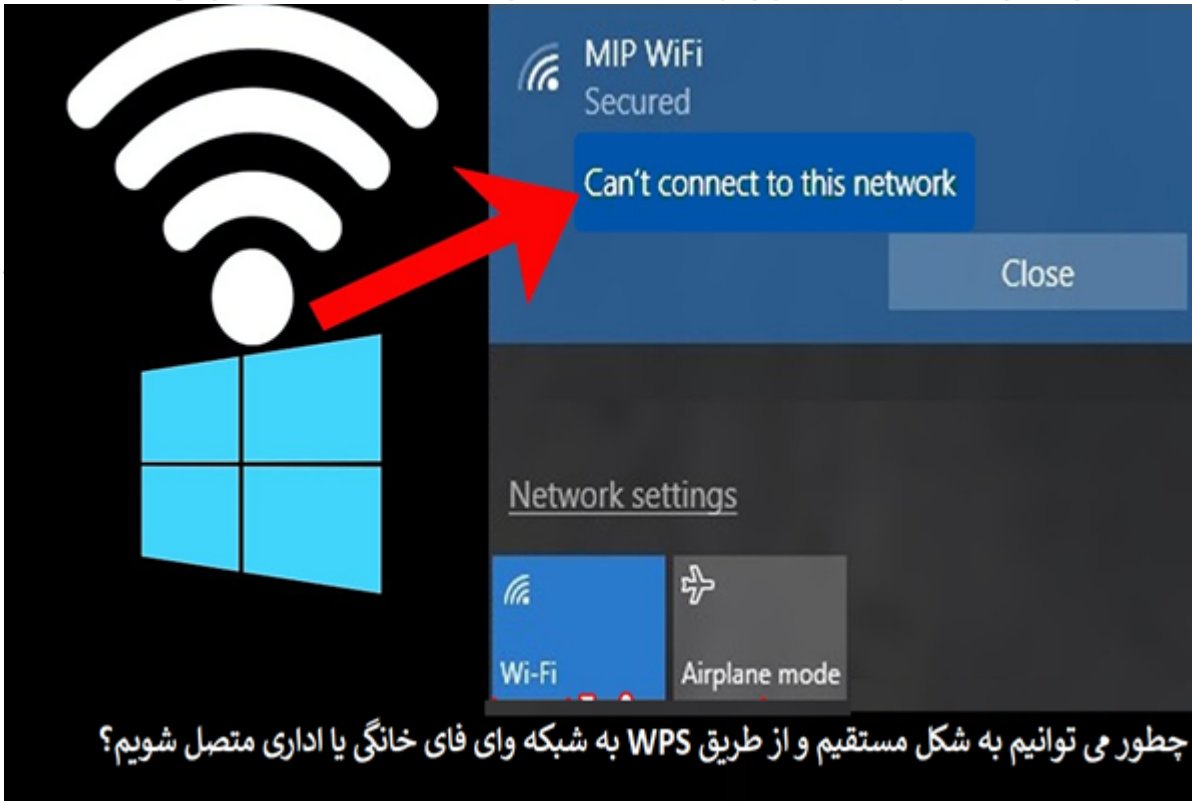 MIP WiFi
Secured
Can't connect to this network
Close
Network settings
Wi-Fi
Airplane mode
چطور می توانیم به شکل مستقیم و از طریق WPS به شبکه وای فای خانگی یا اداری متصل شویم؟